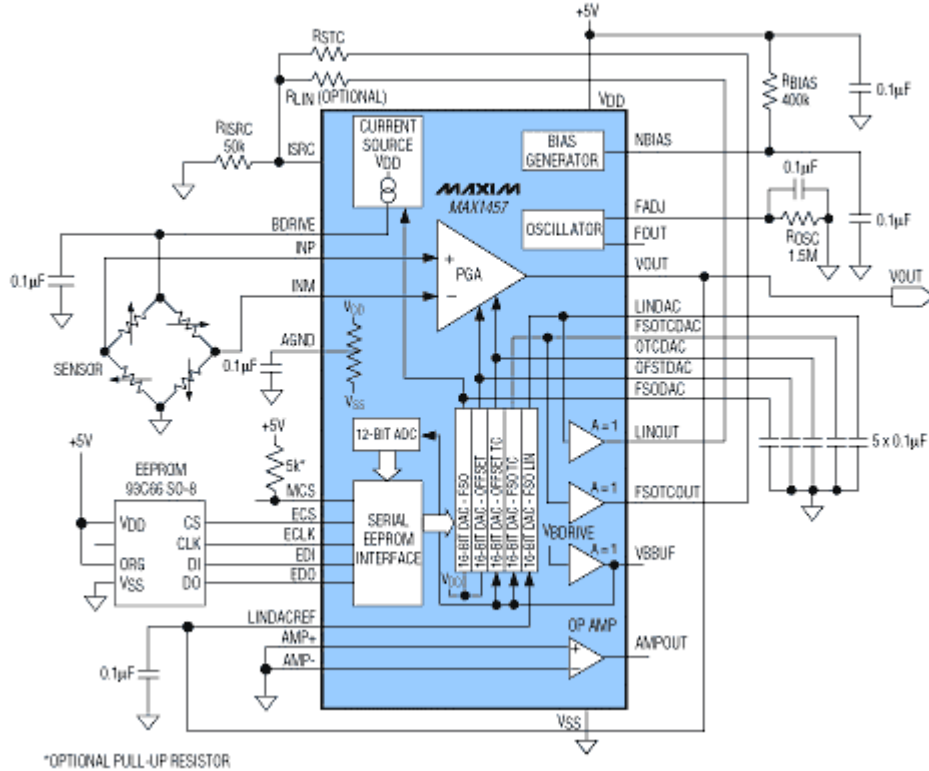 +5V
RSTC
RLIN (OPTIONAL)
RBIAS
400k
0.1µF
VDD
RISRC
50k
ISRC
CURRENT
SOURCE
VDD
BIAS
GENERATOR
NBIAS
MAXIM
MAX1457
0.1µF
FADJ
OSCILLATOR
FOUT
ROSC
1.5M
0.1µF
BDRIVE
INP
+
PGA
−
VOUT
VOUT
0.1µF
INM
LINDAC
FSOTCDAC
OTCDAC
OFSTDAC
FSODAC
VDD
AGND
0.1µF
SENSOR
VSS
+5V
+5V
5k*
12-BIT ADC
16-BIT DAC - FSO
16-BIT DAC - OFFSET
16-BIT DAC - OFFSET TC
16-BIT DAC - FSO TC
16-BIT DAC - FSO LIN
A = 1
LINOUT
5 x 0.1µF
EEPROM
93C66 SO-8
MCS
A = 1
FSOTCOUT
VDD
CS
ECS
CLK
ECLK
ORG
DI
EDI
VSS
DO
EDO
SERIAL
EEPROM
INTERFACE
VBDRIVE
A = 1
VBBUF
VDD
LINDACREF
OP AMP
AMP+
+
AMPOUT
AMP-
−
0.1µF
VSS
*OPTIONAL PULL-UP RESISTOR